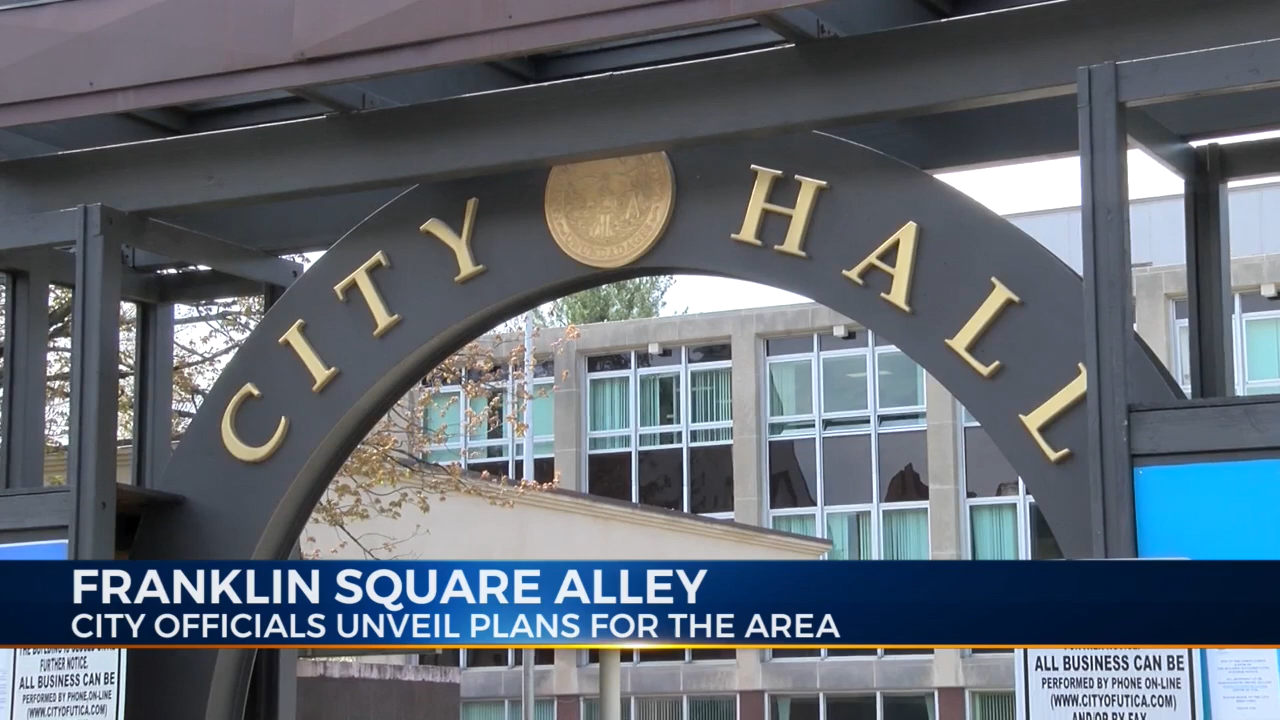 CITY HALL
FRANKLIN SQUARE ALLEY
CITY OFFICIALS UNVEIL PLANS FOR THE AREA
FURTHER NOTICE.
ALL BUSINESS CAN BE
PERFORMED BY PHONE,ON-LINE
(WWW.CITYOFUTICA.COM)
FURTHER NOTICE.
ALL BUSINESS CAN BE
PERFORMED BY PHONE ON-LINE
(WWW.CITYOFUTICA.COM)
AND/OR BY FAX